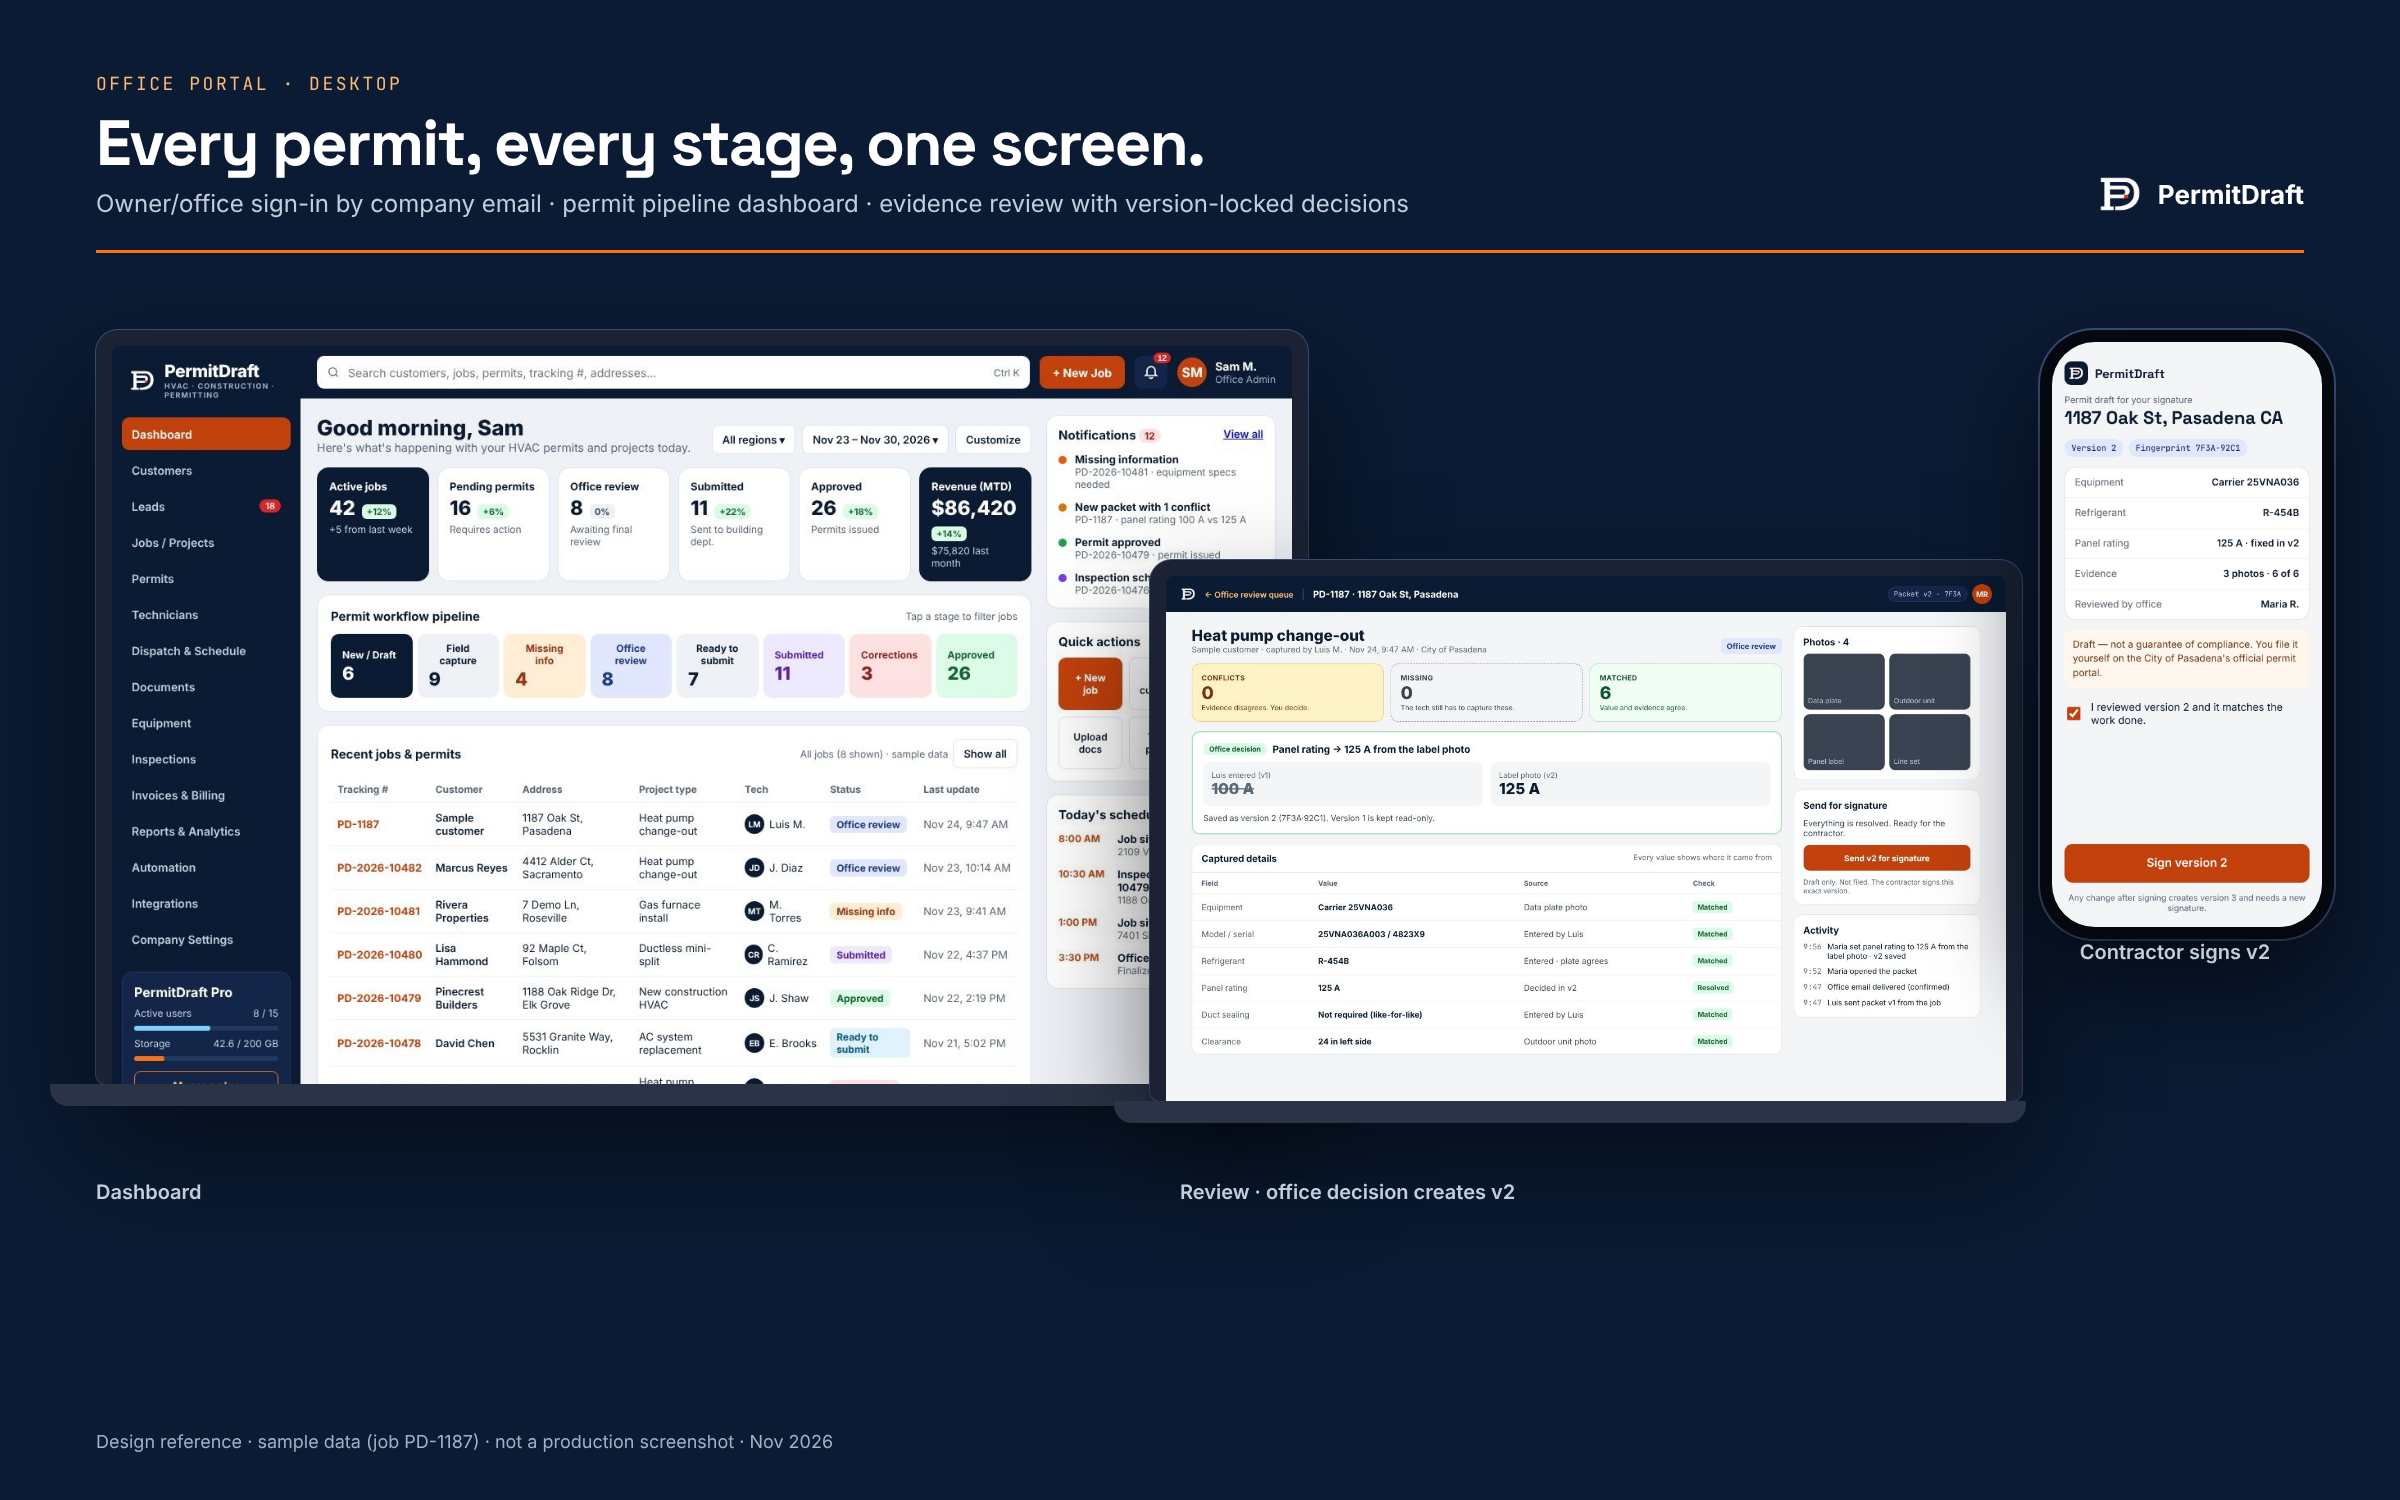 OFFICE PORTAL · DESKTOP
Every permit, every stage, one screen.
Owner/office sign-in by company email · permit pipeline dashboard · evidence review with version-locked decisions
PermitDraft
PermitDraft
HVAC · CONSTRUCTION ·
PERMITTING
Search customers, jobs, permits, tracking #, addresses...
Ctrl K
+ New Job
12
SM
Sam M.
Office Admin
Dashboard
Customers
Leads
18
Jobs / Projects
Permits
Technicians
Dispatch & Schedule
Documents
Equipment
Inspections
Invoices & Billing
Reports & Analytics
Automation
Integrations
Company Settings
PermitDraft Pro
Active users 8 / 15
Storage 42.6 / 200 GB
Good morning, Sam
Here's what's happening with your HVAC permits and projects today.
All regions ▾
Nov 23 – Nov 30, 2026 ▾
Customize
Active jobs
42 +12%
+5 from last week
Pending permits
16 +6%
Requires action
Office review
8 0%
Awaiting final
review
Submitted
11 +22%
Sent to building
dept.
Approved
26 +18%
Permits issued
Revenue (MTD)
$86,420
+14%
$75,820 last
month
Permit workflow pipeline
Tap a stage to filter jobs
New / Draft
6
Field
capture
9
Missing
info
4
Office
review
8
Ready to
submit
7
Submitted
11
Corrections
3
Approved
26
Recent jobs & permits
All jobs (8 shown) · sample data
Show all
Tracking # Customer Address Project type Tech Status Last update
PD-1187 Sample customer 1187 Oak St, Pasadena Heat pump change-out LM Luis M. Office review Nov 24, 9:47 AM
PD-2026-10482 Marcus Reyes 4412 Alder Ct, Sacramento Heat pump change-out JD J. Diaz Office review Nov 23, 10:14 AM
PD-2026-10481 Rivera Properties 7 Demo Ln, Roseville Gas furnace install MT M. Torres Missing info Nov 23, 9:41 AM
PD-2026-10480 Lisa Hammond 92 Maple Ct, Folsom Ductless mini-split CR C. Ramirez Submitted Nov 22, 4:37 PM
PD-2026-10479 Pinecrest Builders 1188 Oak Ridge Dr, Elk Grove New construction HVAC JS J. Shaw Approved Nov 22, 2:19 PM
PD-2026-10478 David Chen 5531 Granite Way, Rocklin AC system replacement EB E. Brooks Ready to submit Nov 21, 5:02 PM
Heat pump
Notifications 12
View all
Missing information
PD-2026-10481 · equipment specs
needed
New packet with 1 conflict
PD-1187 · panel rating 100 A vs 125 A
Permit approved
PD-2026-10479 · permit issued
Inspection sch
PD-2026-10476
Quick actions
+ New
job
Upload
docs
Today's schedu
8:00 AM Job si
2109 V
10:30 AM Inspec
10479
1188 O
1:00 PM Job si
7401 S
3:30 PM Office
Finaliz
← Office review queue
PD-1187 · 1187 Oak St, Pasadena
Packet v2 · 7F3A
MR
Heat pump change-out
Sample customer · captured by Luis M. · Nov 24, 9:47 AM · City of Pasadena
Office review
CONFLICTS
0
Evidence disagrees. You decide.
MISSING
0
The tech still has to capture these.
MATCHED
6
Value and evidence agree.
Office decision
Panel rating → 125 A from the label photo
Luis entered (v1)
100 A
Label photo (v2)
125 A
Saved as version 2 (7F3A·92C1). Version 1 is kept read-only.
Captured details
Every value shows where it came from
Field Value Source Check
Equipment Carrier 25VNA036 Data plate photo Matched
Model / serial 25VNA036A003 / 4823X9 Entered by Luis Matched
Refrigerant R-454B Entered · plate agrees Matched
Panel rating 125 A Decided in v2 Resolved
Duct sealing Not required (like-for-like) Entered by Luis Matched
Clearance 24 in left side Outdoor unit photo Matched
Photos · 4
Data plate
Outdoor unit
Panel label
Line set
Send for signature
Everything is resolved. Ready for the
contractor.
Send v2 for signature
Draft only. Not filed. The contractor signs this
exact version.
Activity
9:56 Maria set panel rating to 125 A from the
label photo · v2 saved
9:52 Maria opened the packet
9:47 Office email delivered (confirmed)
9:47 Luis sent packet v1 from the job
PermitDraft
Permit draft for your signature
1187 Oak St, Pasadena CA
Version 2
Fingerprint 7F3A·92C1
Equipment Carrier 25VNA036
Refrigerant R-454B
Panel rating 125 A · fixed in v2
Evidence 3 photos · 6 of 6
Reviewed by office Maria R.
Draft — not a guarantee of compliance. You file it
yourself on the City of Pasadena's official permit
portal.
I reviewed version 2 and it matches the
work done.
Sign version 2
Any change after signing creates version 3 and needs a new
signature.
Contractor signs v2
Dashboard
Review · office decision creates v2
Design reference · sample data (job PD-1187) · not a production screenshot · Nov 2026